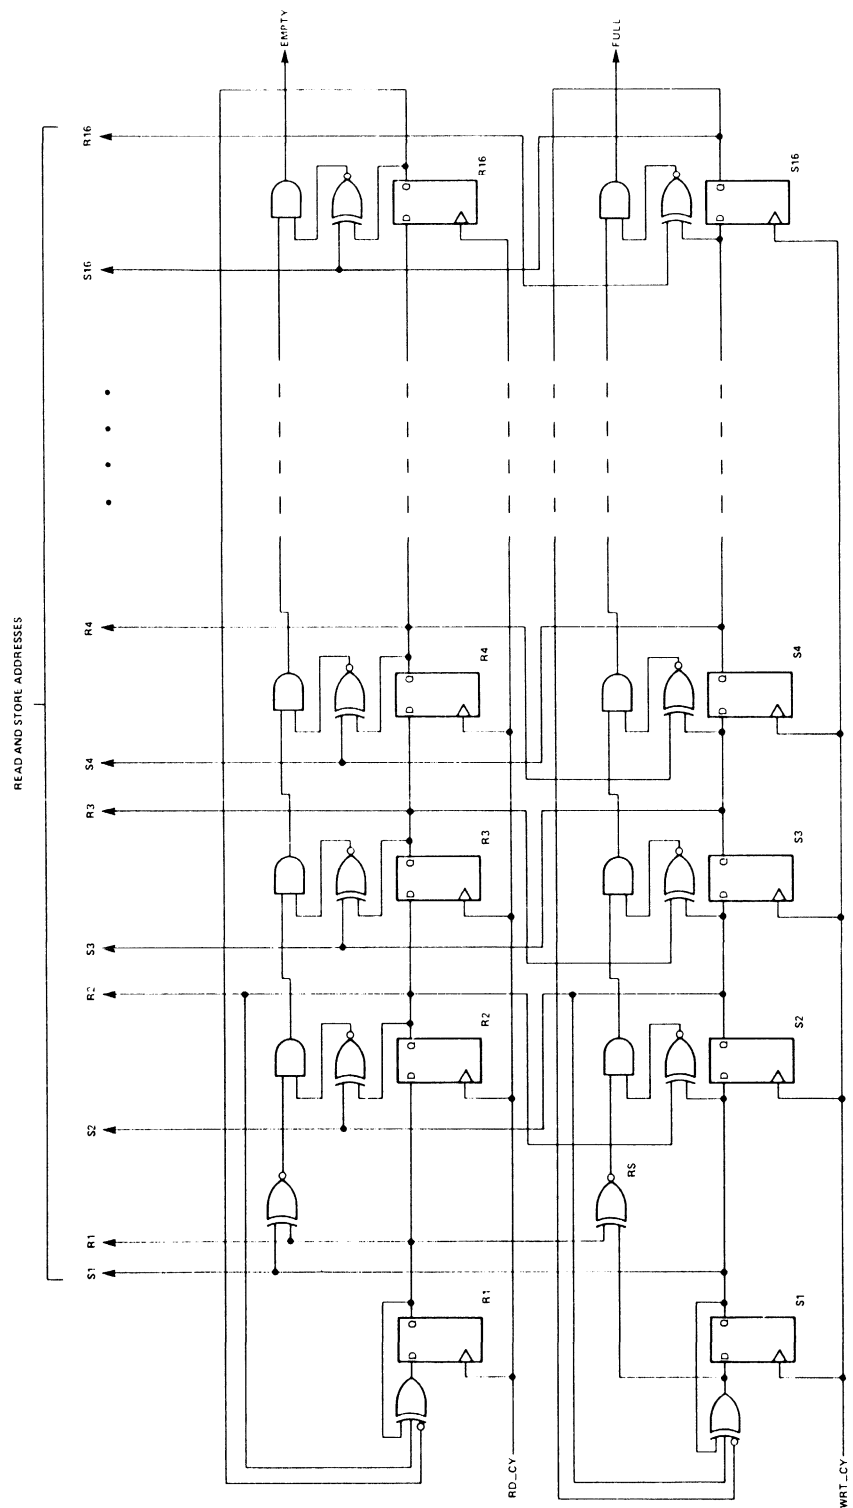 READ AND STORE ADDRESSES
S1
R1
S2
R2
S3
R3
S4
R4
S16
R16
EMPTY
D
Q
R1
D
Q
R2
D
Q
R3
D
Q
R4
D
Q
R16
RD_CY
FULL
RS
D
Q
S1
D
Q
S2
D
Q
S3
D
Q
S4
D
Q
S16
WRT_CY